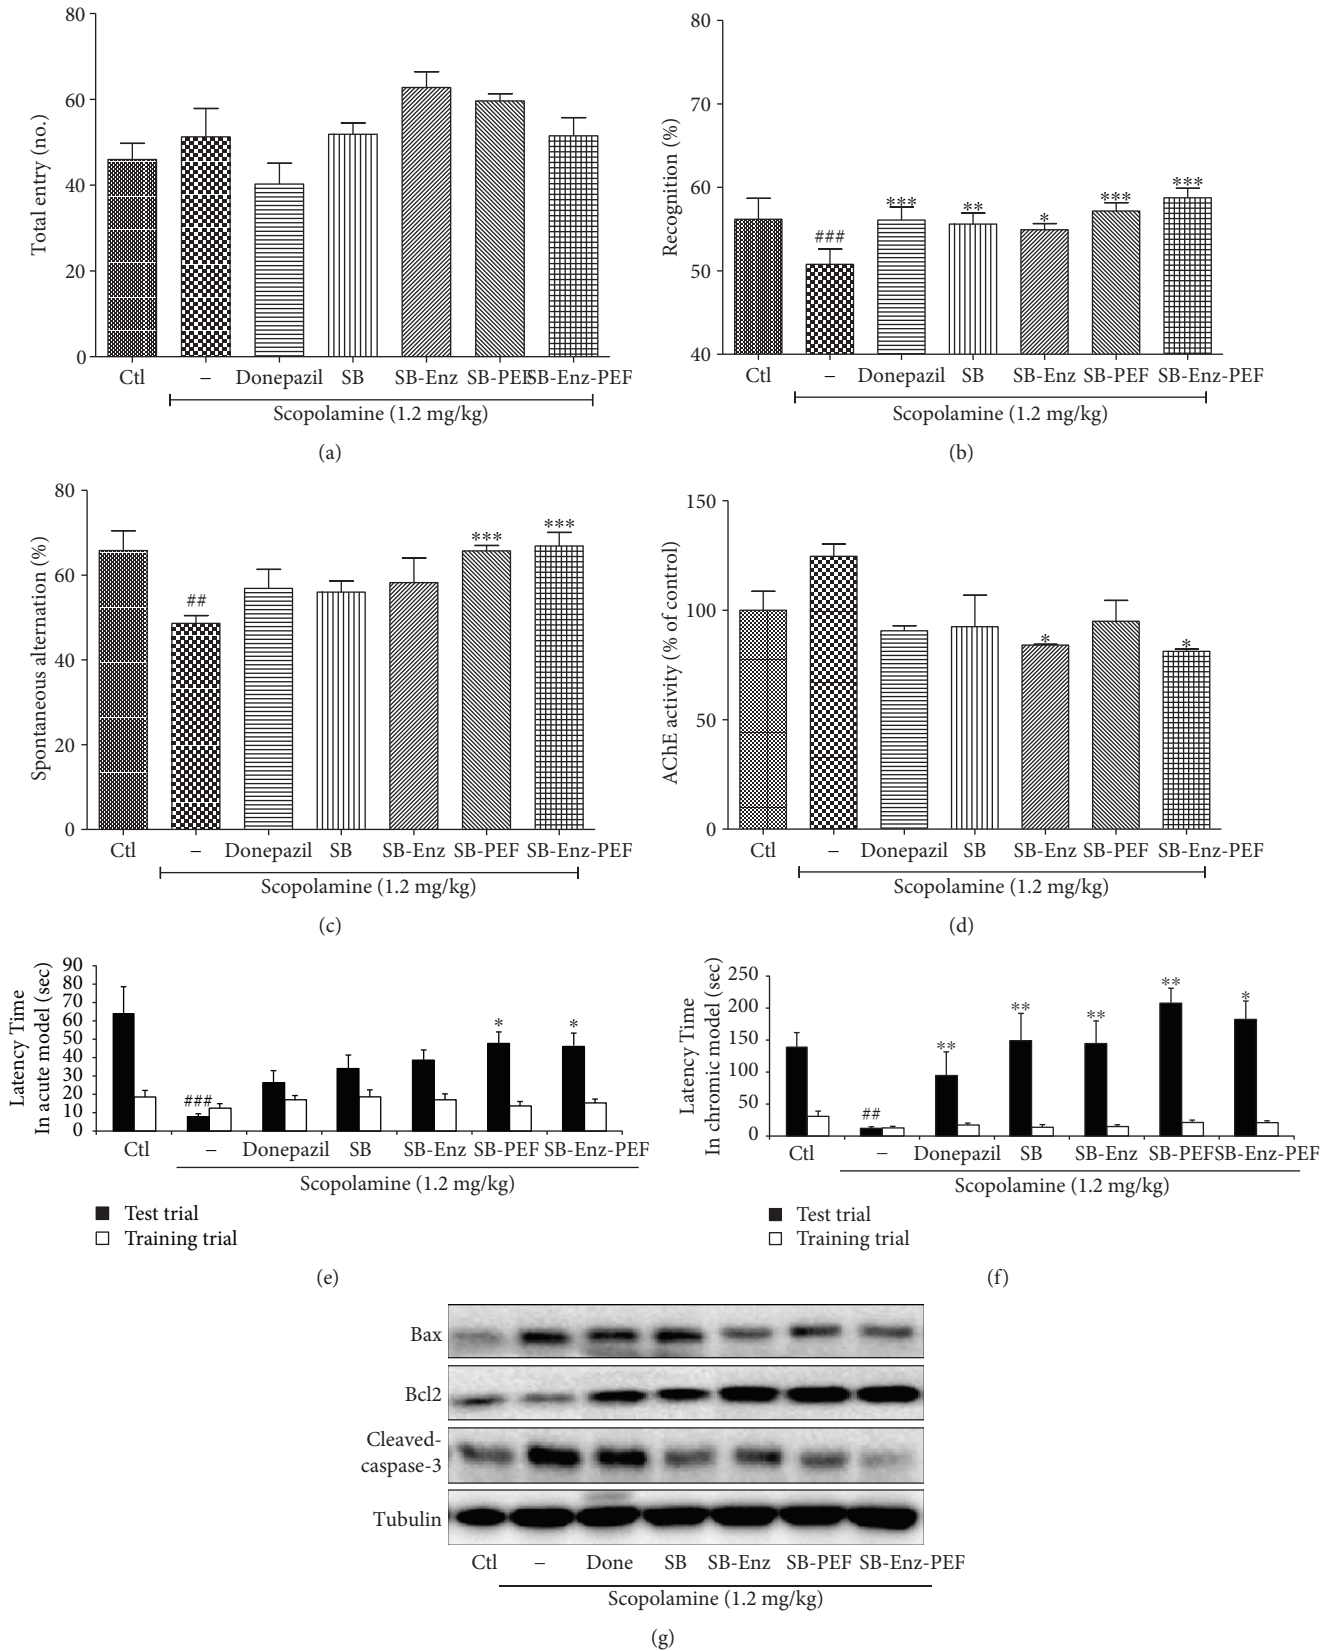 80
60
40
20
0
Total entry (no.)
Ctl – Donepazil SB SB-Enz SB-PEF SB-Enz-PEF
Scopolamine (1.2 mg/kg)
(a)
80
70
60
50
40
Recognition (%)
###
*** ** * *** ***
Ctl – Donepazil SB SB-Enz SB-PEF SB-Enz-PEF
Scopolamine (1.2 mg/kg)
(b)
80
60
40
20
0
Spontaneous alternation (%)
##
*** ***
Ctl – Donepazil SB SB-Enz SB-PEF SB-Enz-PEF
Scopolamine (1.2 mg/kg)
(c)
150
100
50
0
AChE activity (% of control)
* *
Ctl – Donepazil SB SB-Enz SB-PEF SB-Enz-PEF
Scopolamine (1.2 mg/kg)
(d)
90
80
70
60
50
40
30
20
10
0
Latency Time
In acute model (sec)
###
* *
Ctl – Donepazil SB SB-Enz SB-PEF SB-Enz-PEF
Scopolamine (1.2 mg/kg)
Test trial
Training trial
(e)
250
200
150
100
50
0
Latency Time
In chromic model (sec)
##
** ** ** ** *
Ctl – Donepazil SB SB-Enz SB-PEF SB-Enz-PEF
Scopolamine (1.2 mg/kg)
Test trial
Training trial
(f)
Bax
Bcl2
Cleaved-
caspase-3
Tubulin
Ctl – Done SB SB-Enz SB-PEF SB-Enz-PEF
Scopolamine (1.2 mg/kg)
(g)